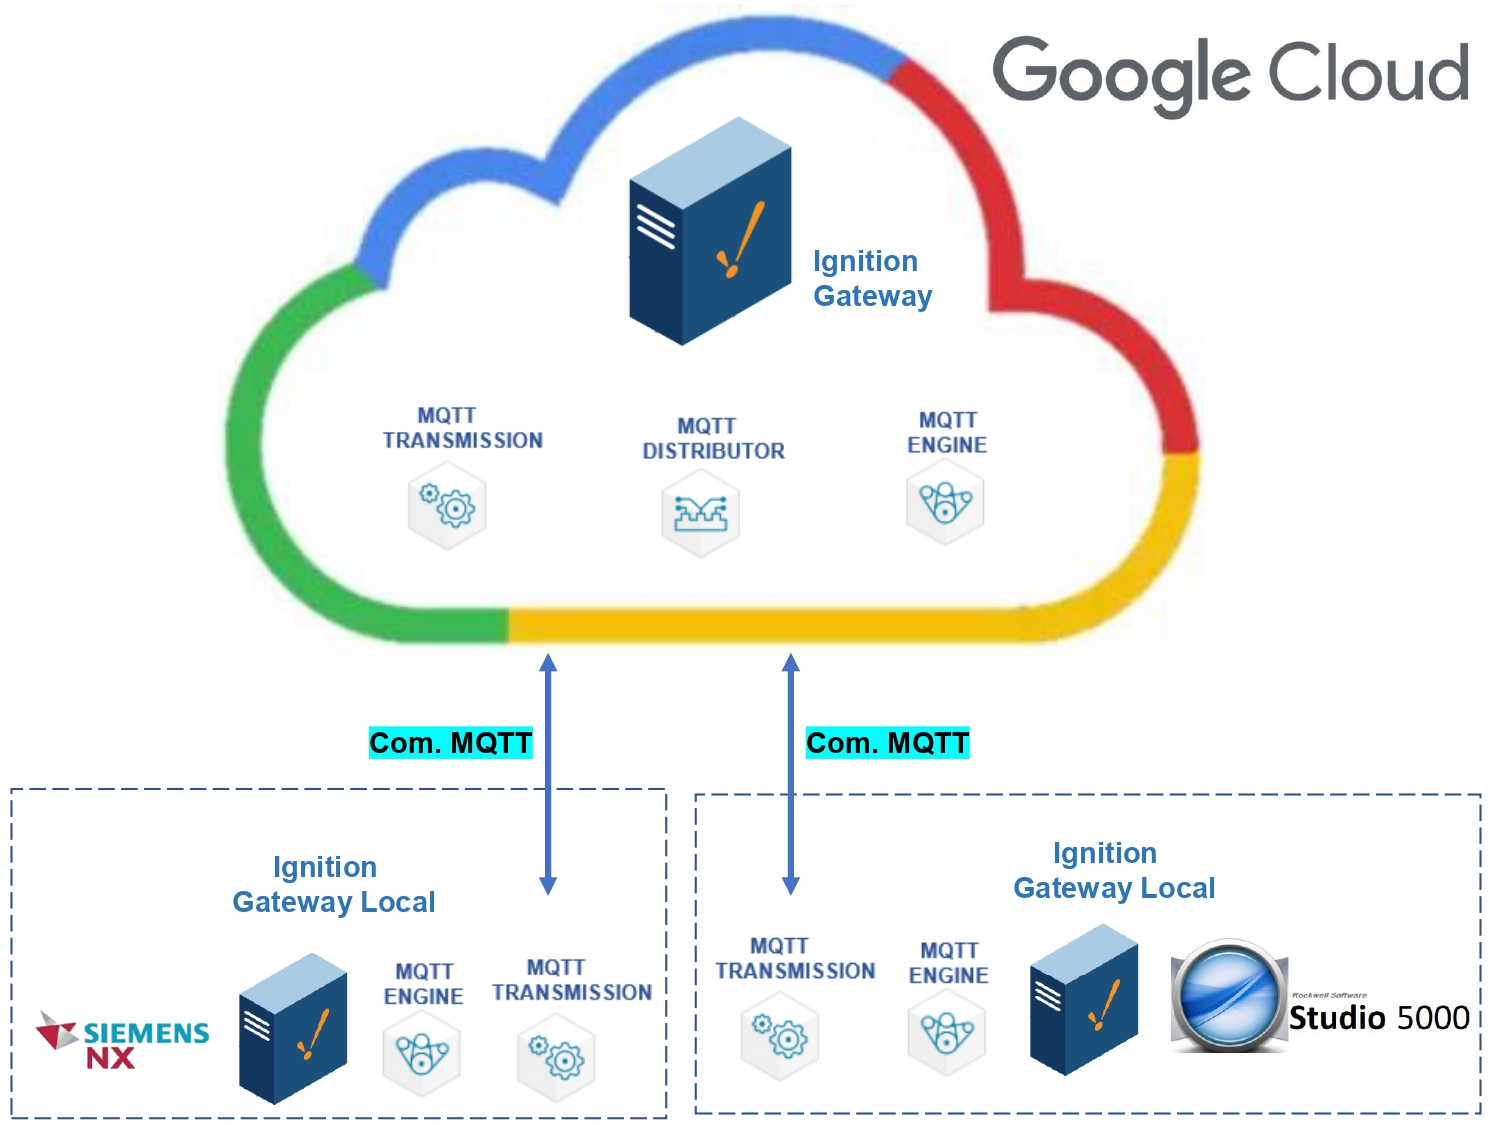 Google Cloud
Ignition
Gateway
MQTT
TRANSMISSION
MQTT
DISTRIBUTOR
MQTT
ENGINE
Com. MQTT
Com. MQTT
Ignition
Gateway Local
SIEMENS
NX
MQTT
ENGINE
MQTT
TRANSMISSION
Ignition
Gateway Local
MQTT
TRANSMISSION
MQTT
ENGINE
Rockwell Software
Studio 5000